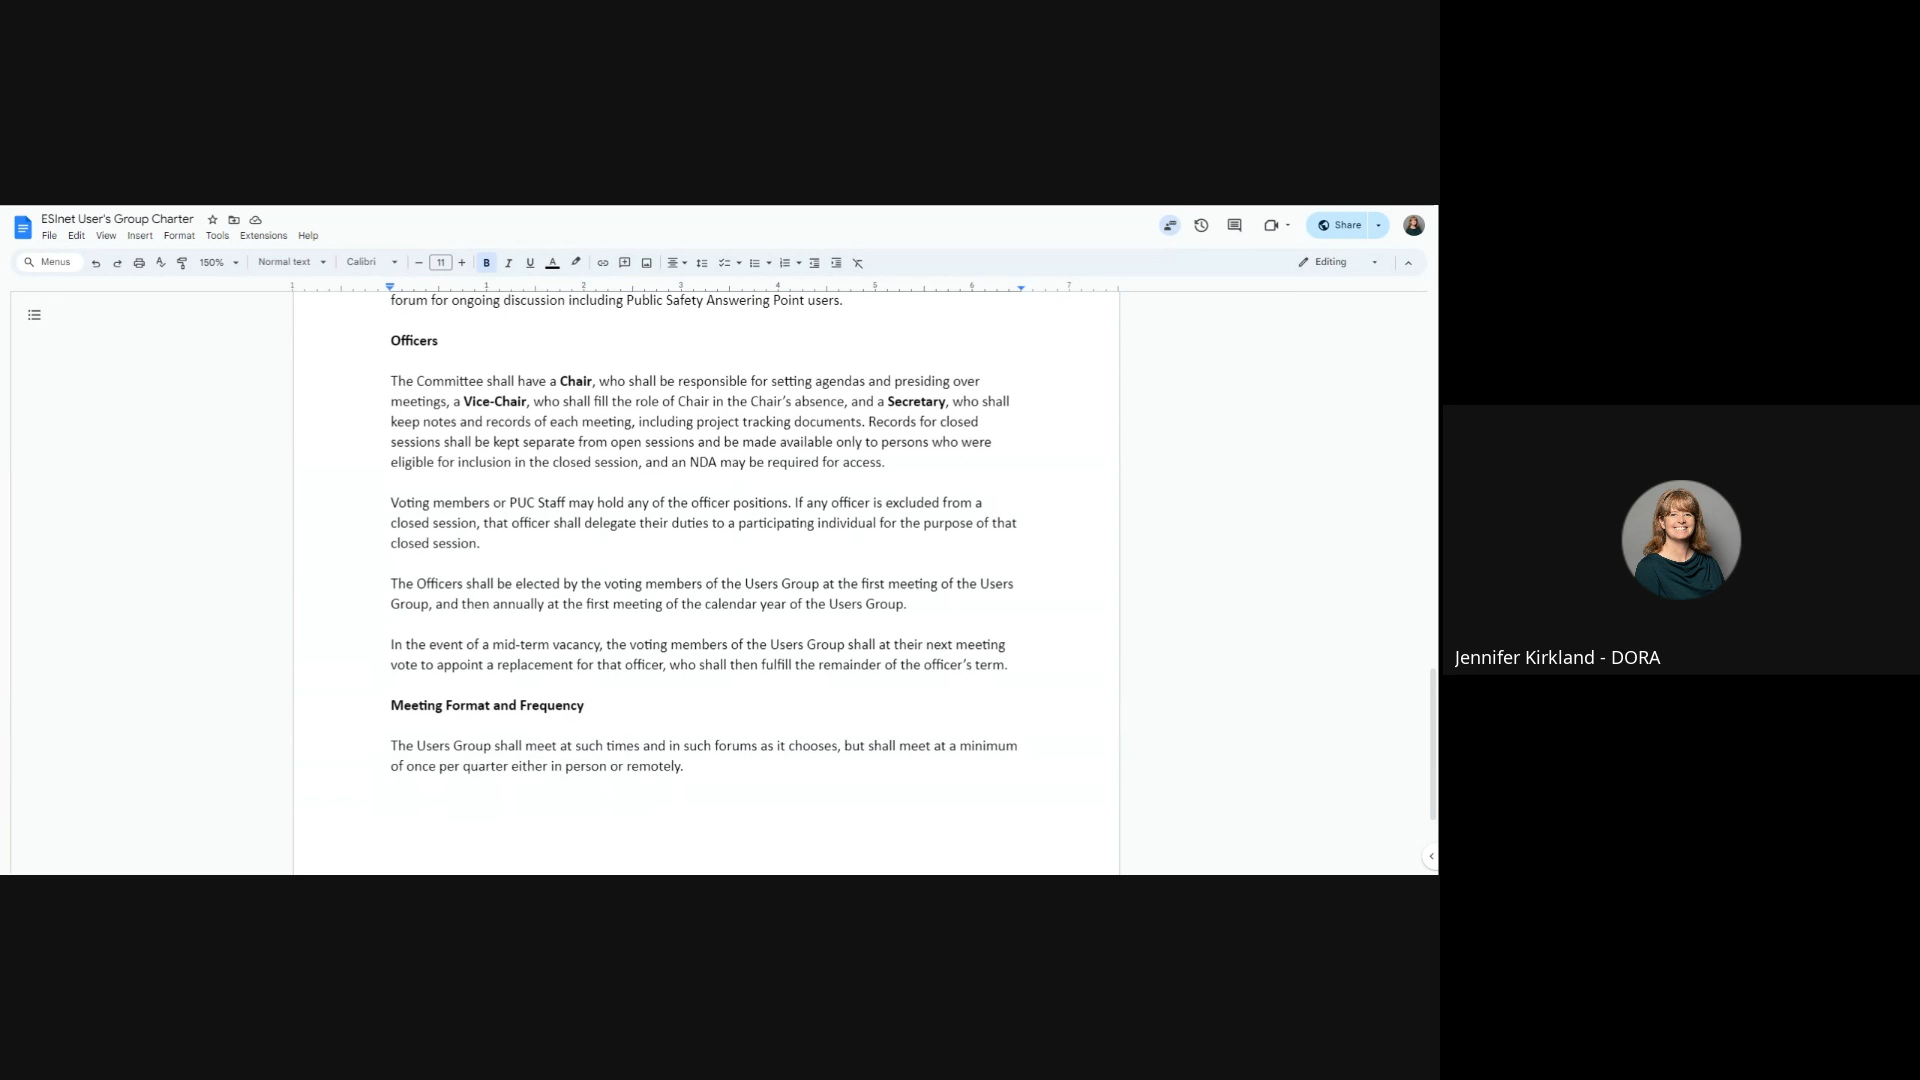 ESInet User's Group Charter
File Edit View Insert Format Tools Extensions Help
Share
Menus
150%
Normal text
Calibri
11
Editing
1 1 2 3 4 5 6 7
forum for ongoing discussion including Public Safety Answering Point users.
Officers
The Committee shall have a Chair, who shall be responsible for setting agendas and presiding over
meetings, a Vice-Chair, who shall fill the role of Chair in the Chair’s absence, and a Secretary, who shall
keep notes and records of each meeting, including project tracking documents. Records for closed
sessions shall be kept separate from open sessions and be made available only to persons who were
eligible for inclusion in the closed session, and an NDA may be required for access.
Voting members or PUC Staff may hold any of the officer positions. If any officer is excluded from a
closed session, that officer shall delegate their duties to a participating individual for the purpose of that
closed session.
The Officers shall be elected by the voting members of the Users Group at the first meeting of the Users
Group, and then annually at the first meeting of the calendar year of the Users Group.
In the event of a mid-term vacancy, the voting members of the Users Group shall at their next meeting
vote to appoint a replacement for that officer, who shall then fulfill the remainder of the officer’s term.
Meeting Format and Frequency
The Users Group shall meet at such times and in such forums as it chooses, but shall meet at a minimum
of once per quarter either in person or remotely.
Jennifer Kirkland - DORA